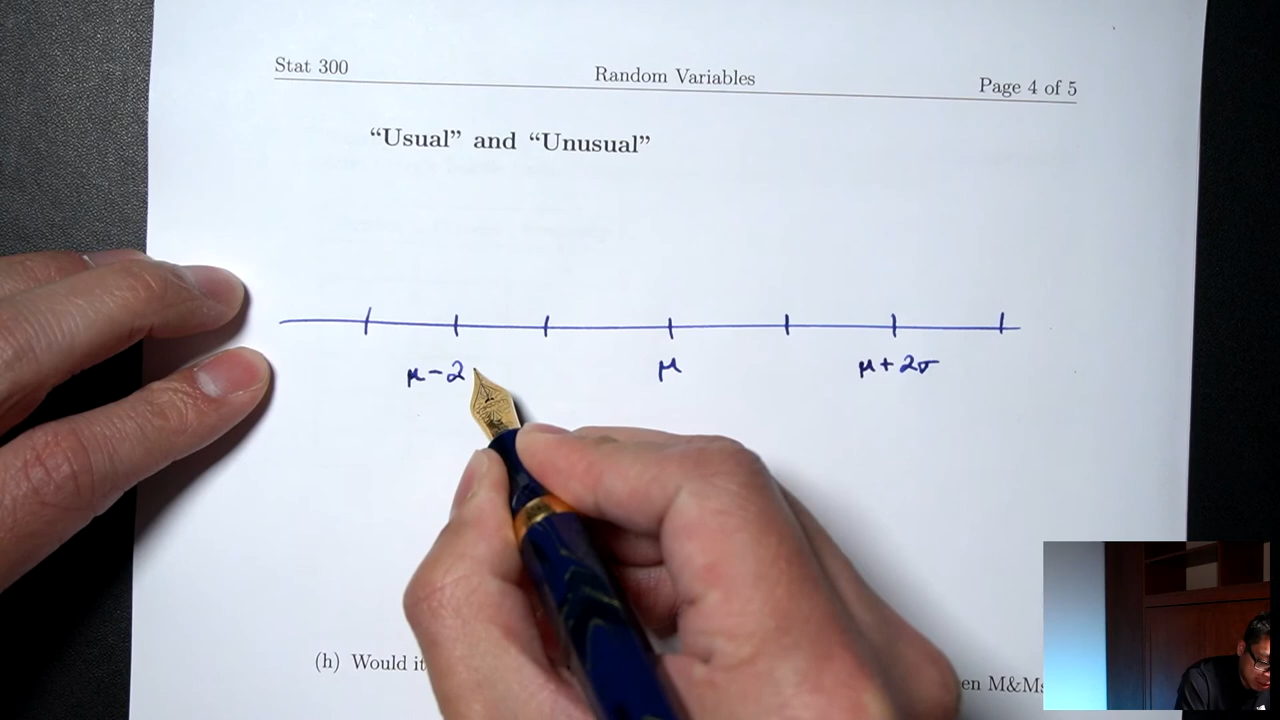 Stat 300 Random Variables Page 4 of 5
“Usual” and “Unusual”
μ-2 μ μ+2σ
(h) Would it en M&Ms